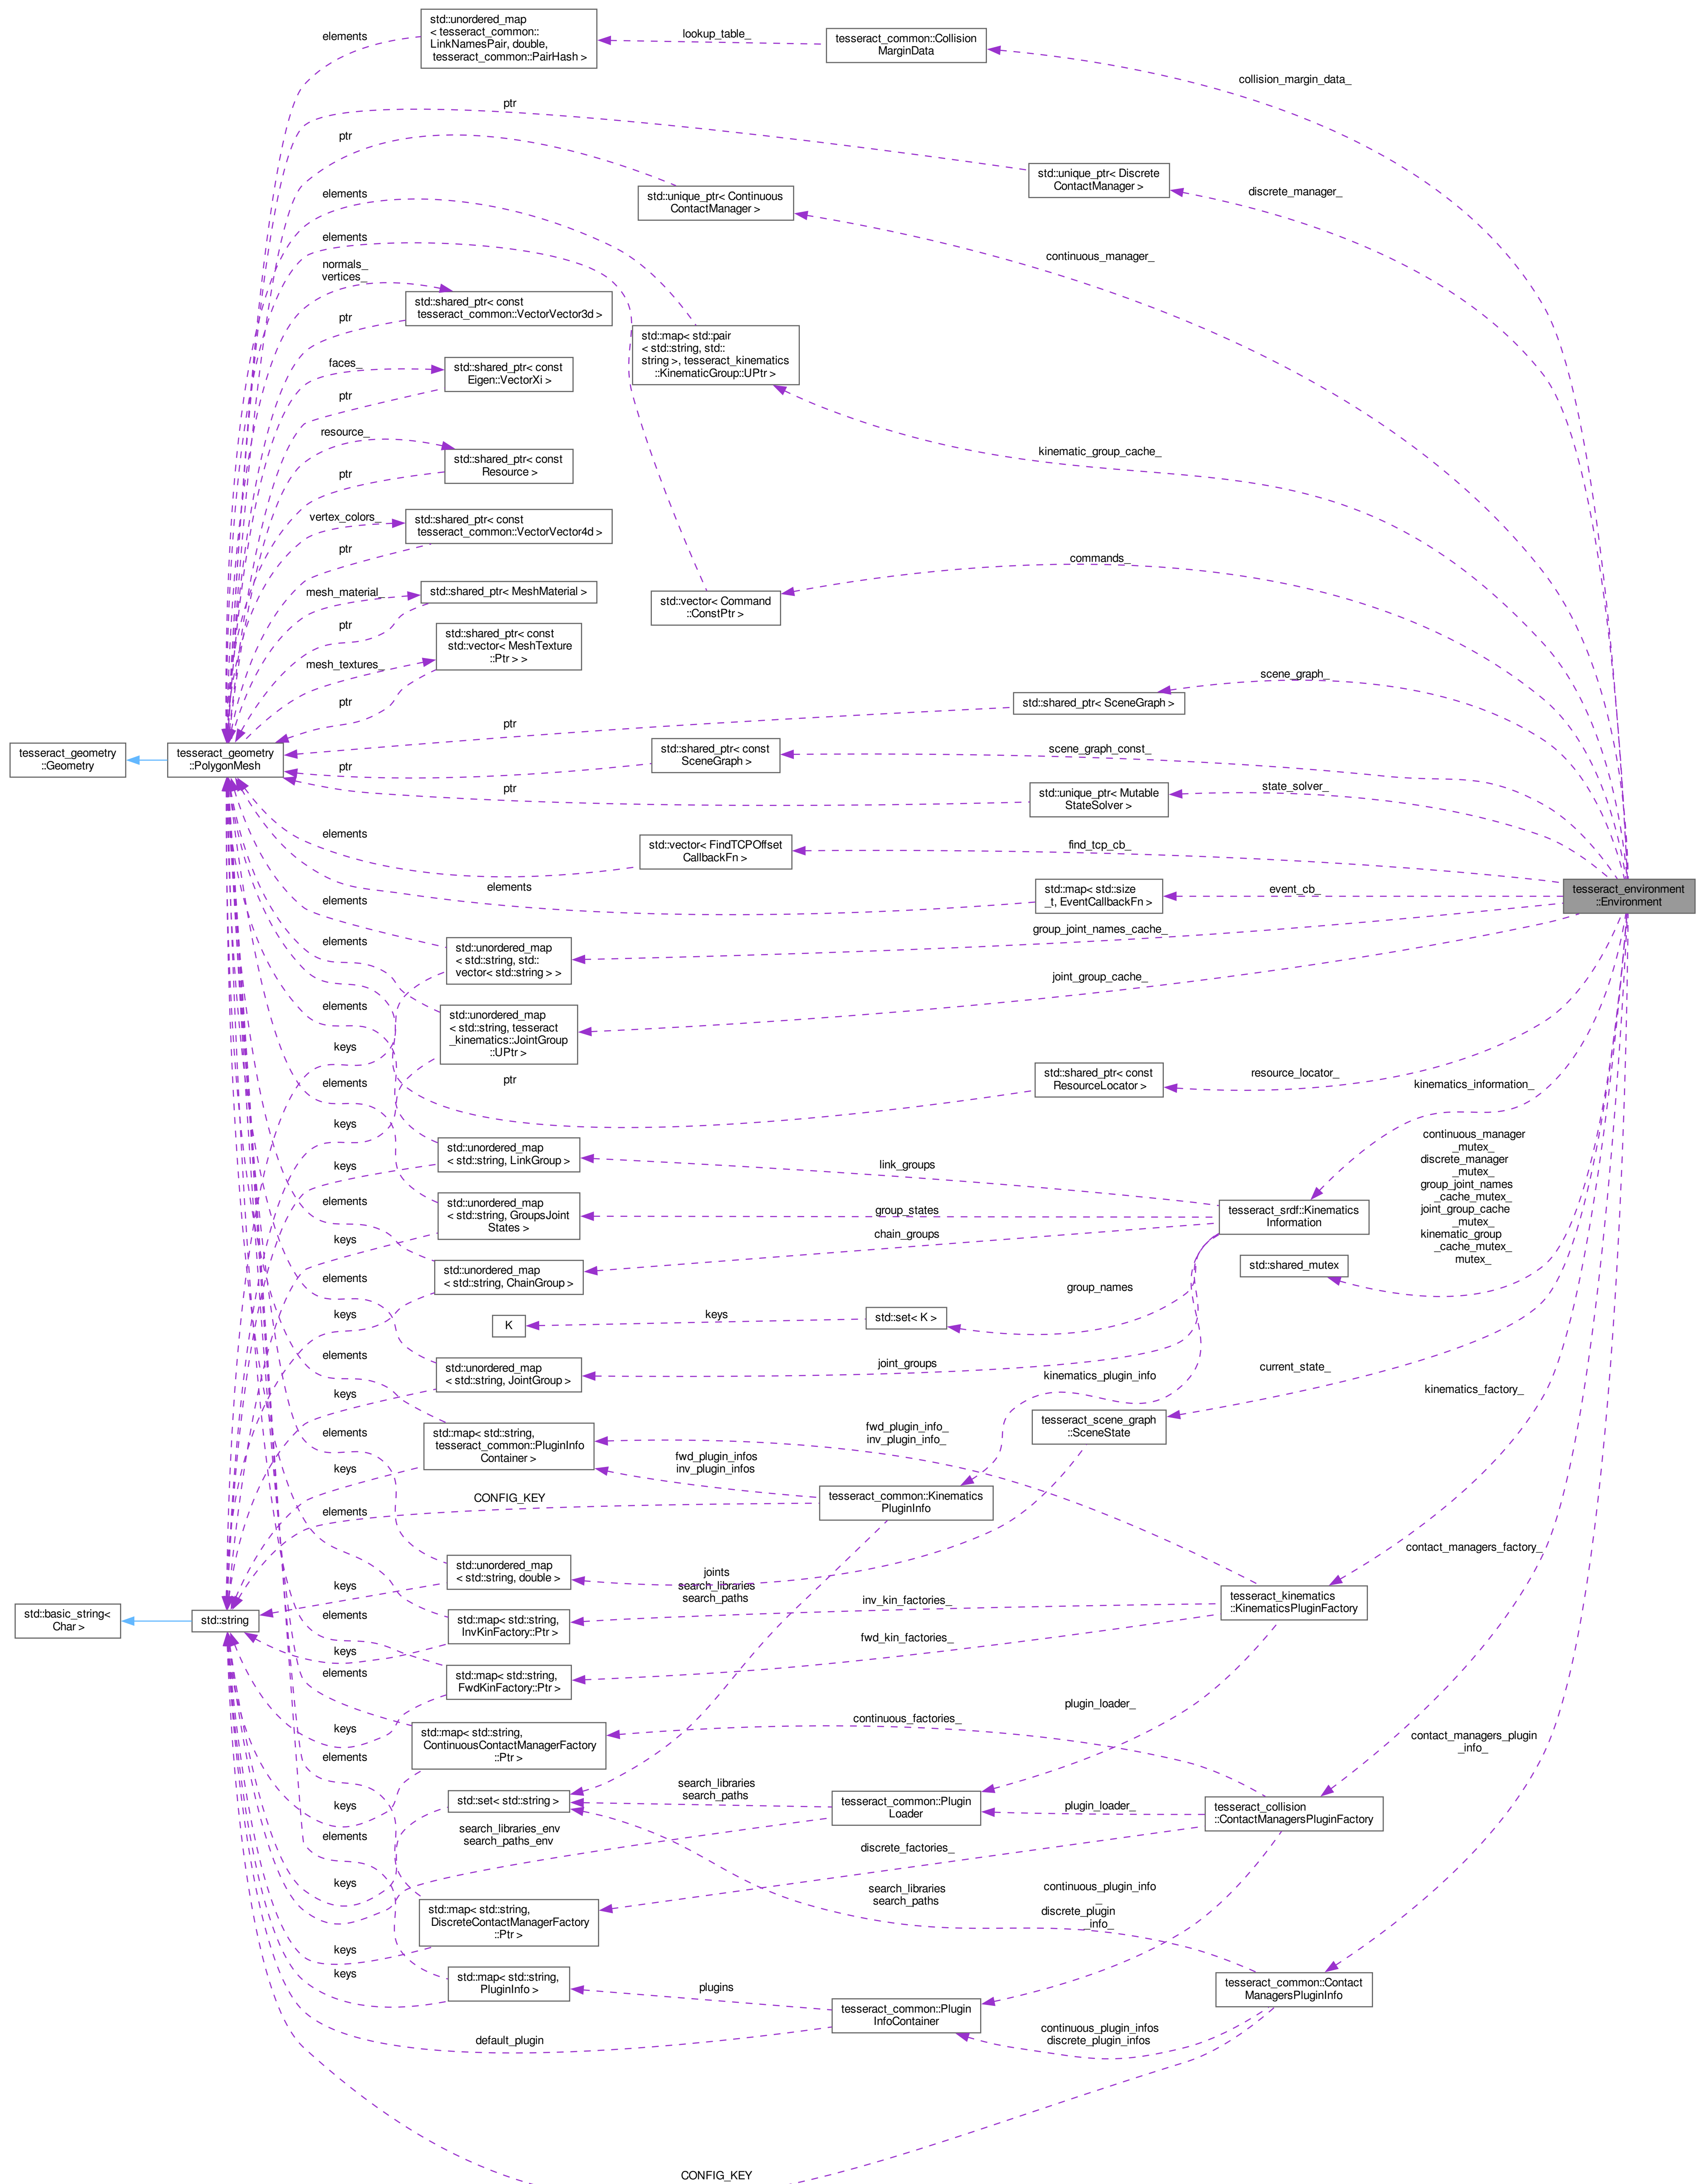 std::unordered_map
< tesseract_common::
LinkNamesPair, double,
tesseract_common::PairHash >
elements
lookup_table_
tesseract_common::Collision
MarginData
collision_margin_data_
ptr
std::unique_ptr< Discrete
ContactManager >
discrete_manager_
ptr
std::unique_ptr< Continuous
ContactManager >
continuous_manager_
elements
elements
normals_
vertices_
std::shared_ptr< const
tesseract_common::VectorVector3d >
ptr
std::map< std::pair
< std::string, std::
string >, tesseract_kinematics
::KinematicGroup::UPtr >
faces_
std::shared_ptr< const
Eigen::VectorXi >
ptr
kinematic_group_cache_
resource_
std::shared_ptr< const
Resource >
ptr
vertex_colors_
std::shared_ptr< const
tesseract_common::VectorVector4d >
ptr
commands_
mesh_material_
std::shared_ptr< MeshMaterial >
std::vector< Command
::ConstPtr >
ptr
std::shared_ptr< const
std::vector< MeshTexture
::Ptr > >
mesh_textures_
ptr
scene_graph_
std::shared_ptr< SceneGraph >
ptr
tesseract_geometry
::Geometry
tesseract_geometry
::PolygonMesh
std::shared_ptr< const
SceneGraph >
scene_graph_const_
ptr
ptr
std::unique_ptr< Mutable
StateSolver >
state_solver_
elements
std::vector< FindTCPOffset
CallbackFn >
find_tcp_cb_
elements
std::map< std::size
_t, EventCallbackFn >
event_cb_
tesseract_environment
::Environment
elements
group_joint_names_cache_
std::unordered_map
< std::string, std::
vector< std::string > >
elements
joint_group_cache_
elements
std::unordered_map
< std::string, tesseract
_kinematics::JointGroup
::UPtr >
keys
ptr
std::shared_ptr< const
ResourceLocator >
resource_locator_
kinematics_information_
elements
keys
std::unordered_map
< std::string, LinkGroup >
link_groups
keys
continuous_manager
_mutex_
discrete_manager
_mutex_
group_joint_names
_cache_mutex_
joint_group_cache
_mutex_
kinematic_group
_cache_mutex_
mutex_
elements
std::unordered_map
< std::string, GroupsJoint
States >
group_states
tesseract_srdf::Kinematics
Information
chain_groups
keys
std::unordered_map
< std::string, ChainGroup >
std::shared_mutex
elements
group_names
keys
K
keys
std::set< K >
elements
std::unordered_map
< std::string, JointGroup >
joint_groups
kinematics_plugin_info
current_state_
kinematics_factory_
keys
tesseract_scene_graph
::SceneState
elements
std::map< std::string,
tesseract_common::PluginInfo
Container >
fwd_plugin_info_
inv_plugin_info_
fwd_plugin_infos
inv_plugin_infos
keys
CONFIG_KEY
tesseract_common::Kinematics
PluginInfo
elements
contact_managers_factory_
std::unordered_map
< std::string, double >
joints
search_libraries
search_paths
keys
tesseract_kinematics
::KinematicsPluginFactory
inv_kin_factories_
std::basic_string<
Char >
std::string
elements
std::map< std::string,
InvKinFactory::Ptr >
fwd_kin_factories_
keys
elements
std::map< std::string,
FwdKinFactory::Ptr >
plugin_loader_
keys
continuous_factories_
std::map< std::string,
ContinuousContactManagerFactory
::Ptr >
contact_managers_plugin
_info_
elements
search_libraries
search_paths
std::set< std::string >
tesseract_common::Plugin
Loader
plugin_loader_
tesseract_collision
::ContactManagersPluginFactory
keys
search_libraries_env
search_paths_env
elements
discrete_factories_
keys
search_libraries
search_paths
continuous_plugin_info
_
discrete_plugin
_info_
std::map< std::string,
DiscreteContactManagerFactory
::Ptr >
keys
keys
std::map< std::string,
PluginInfo >
plugins
tesseract_common::Contact
ManagersPluginInfo
tesseract_common::Plugin
InfoContainer
default_plugin
continuous_plugin_infos
discrete_plugin_infos
CONFIG_KEY